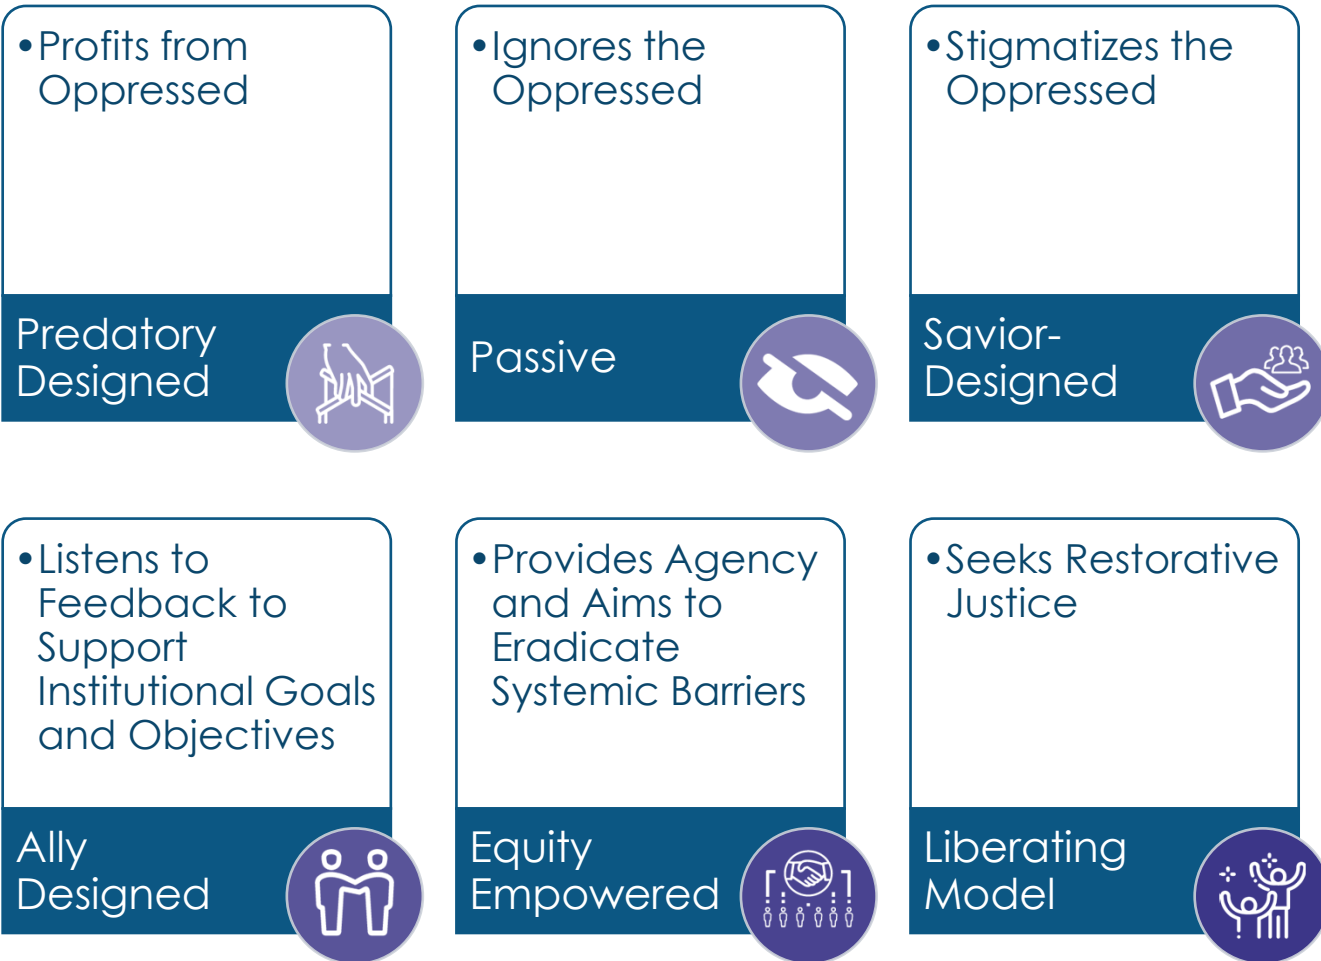 •Profits from
Oppressed
Predatory
Designed
•Ignores the
Oppressed
Passive
•Stigmatizes the
Oppressed
Savior-
Designed
•Listens to
Feedback to
Support
Institutional Goals
and Objectives
Ally
Designed
•Provides Agency
and Aims to
Eradicate
Systemic Barriers
Equity
Empowered
•Seeks Restorative
Justice
Liberating
Model